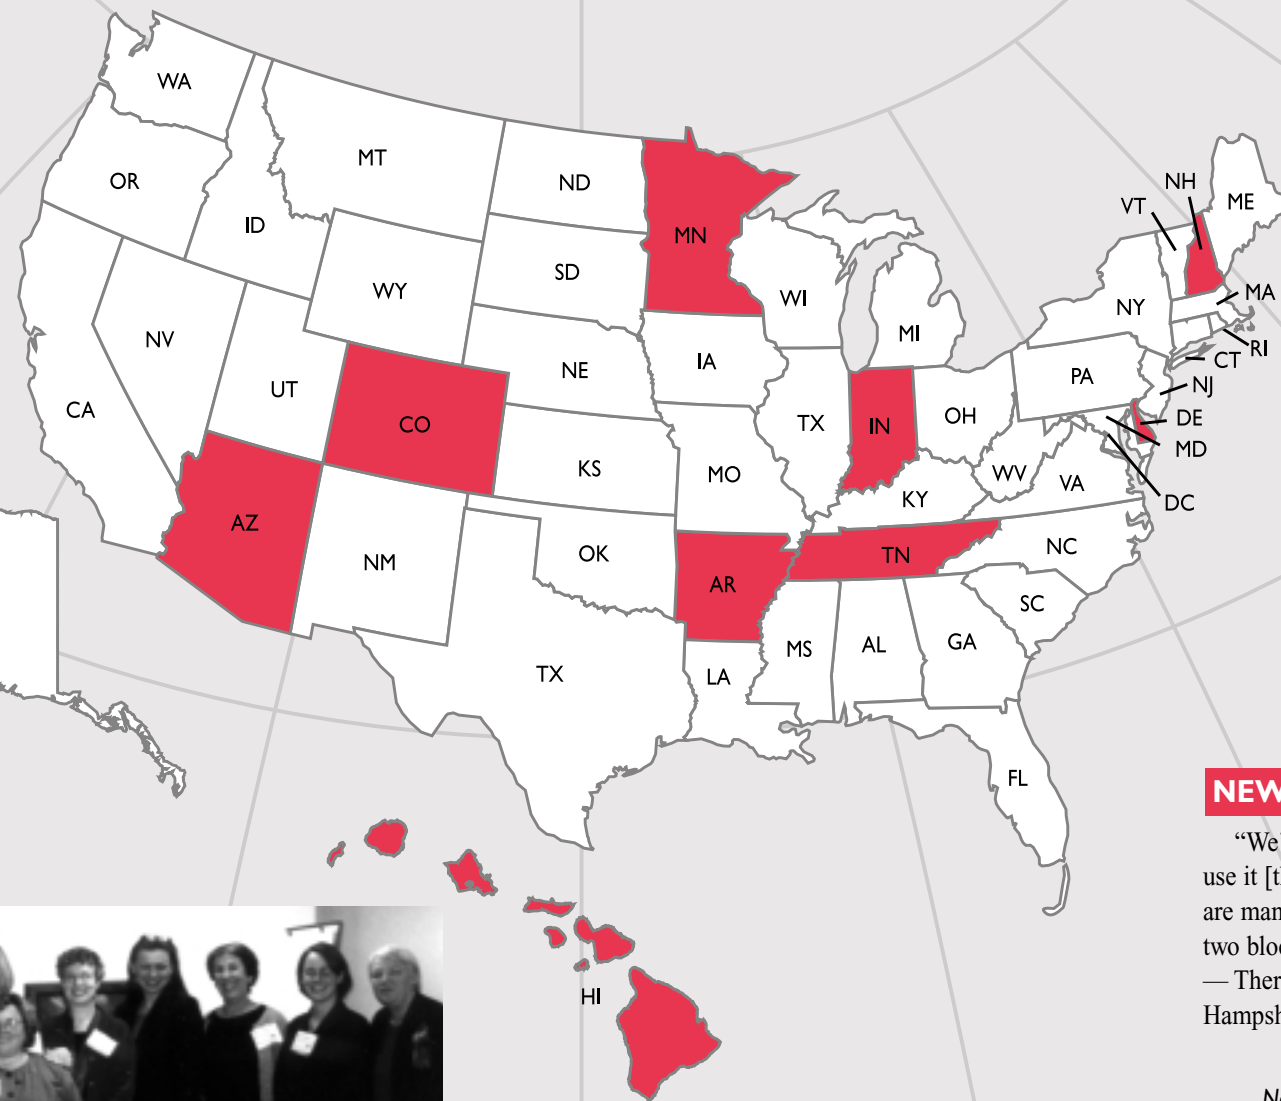 WA
OR
CA
ID
NV
MT
WY
UT
CO
AZ
NM
ND
SD
NE
KS
OK
TX
MN
IA
MO
AR
LA
WI
TX
MI
IN
OH
KY
TN
MS
AL
GA
FL
SC
NC
VA
WV
PA
NY
VT
NH
ME
MA
RI
CT
NJ
DE
MD
DC
HI
NEW
“We’
use it [t
are man
two bloc
— Ther
Hampsh